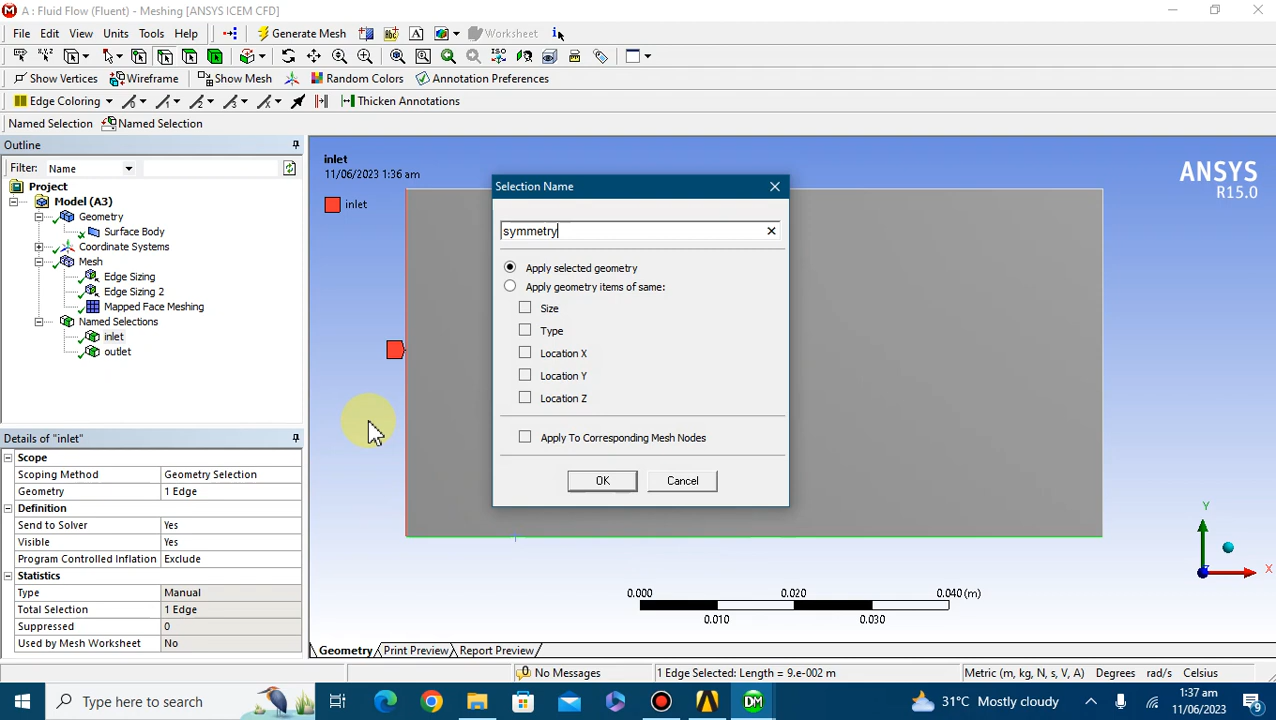 A : Fluid Flow (Fluent) - Meshing [ANSYS ICEM CFD]
File Edit View Units Tools Help Generate Mesh A Worksheet i
Show Vertices Wireframe Show Mesh Random Colors Annotation Preferences
Edge Coloring Thicken Annotations
Named Selection Named Selection
Outline
Filter: Name
Project
Model (A3)
Geometry
Surface Body
Coordinate Systems
Mesh
Edge Sizing
Edge Sizing 2
Mapped Face Meshing
Named Selections
inlet
outlet
Details of "inlet"
Scope
Scoping Method Geometry Selection
Geometry 1 Edge
Definition
Send to Solver Yes
Visible Yes
Program Controlled Inflation Exclude
Statistics
Type Manual
Total Selection 1 Edge
Suppressed 0
Used by Mesh Worksheet No
inlet
11/06/2023 1:36 am
inlet
ANSYS
R15.0
Selection Name
symmetry
Apply selected geometry
Apply geometry items of same:
Size
Type
Location X
Location Y
Location Z
Apply To Corresponding Mesh Nodes
OK Cancel
Y
X
0.000 0.020 0.040 (m)
0.010 0.030
Geometry Print Preview Report Preview
No Messages 1 Edge Selected: Length = 9.e-002 m Metric (m, kg, N, s, V, A) Degrees rad/s Celsius
Type here to search DM 31°C Mostly cloudy 1:37 am
11/06/2023